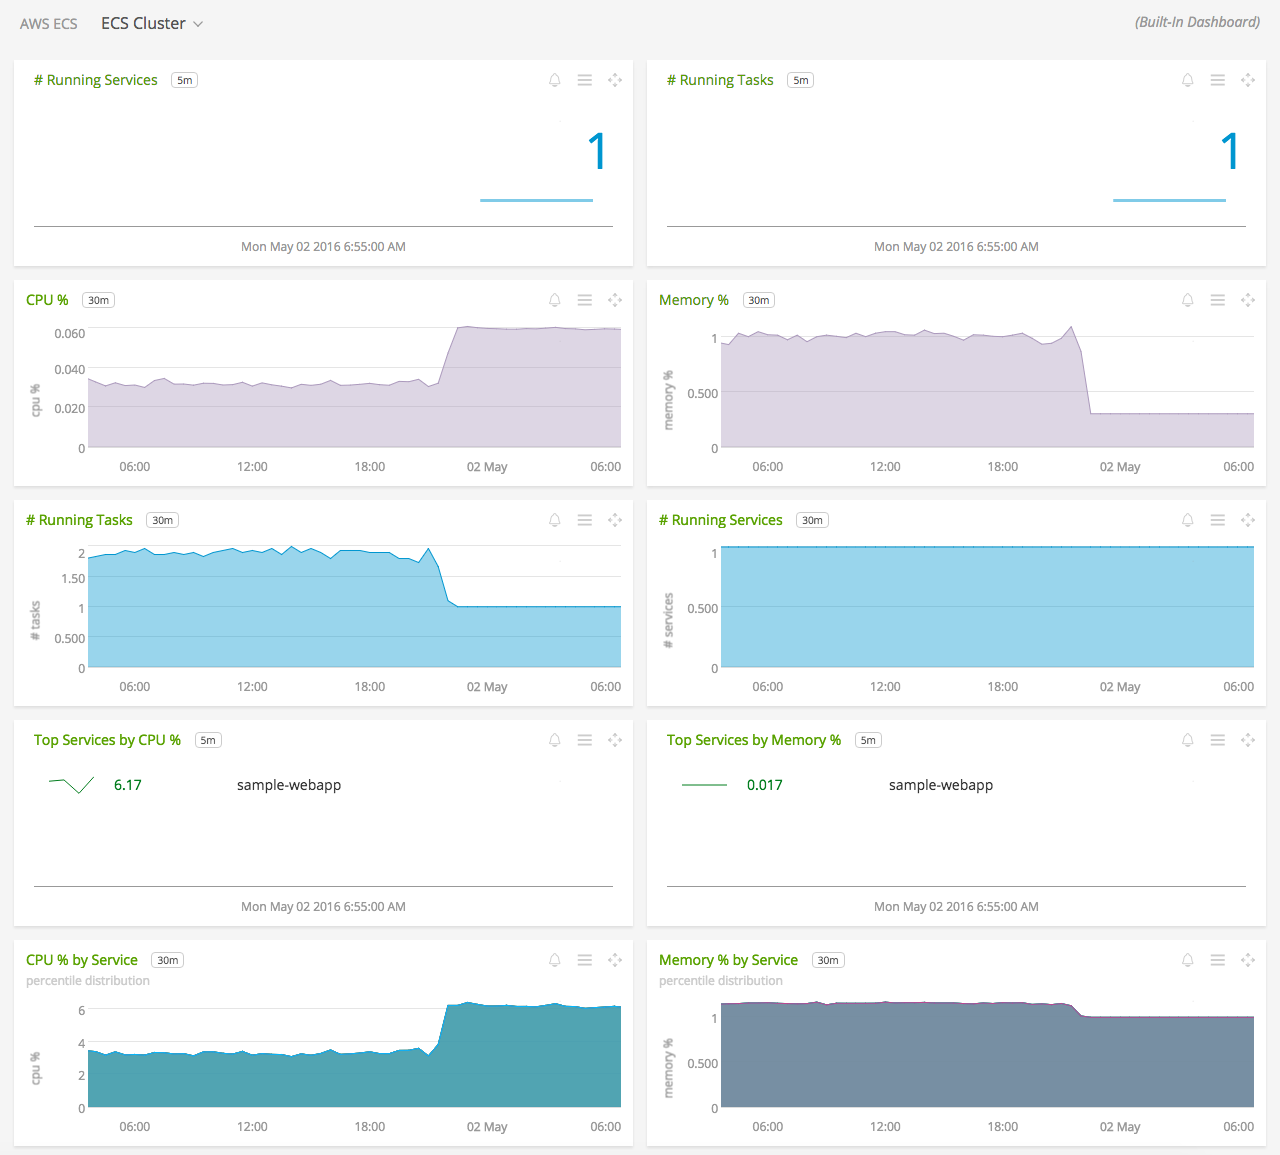 AWS ECS ECS Cluster (Built-In Dashboard)
# Running Services 5m
1
Mon May 02 2016 6:55:00 AM
# Running Tasks 5m
1
Mon May 02 2016 6:55:00 AM
CPU % 30m
cpu %
0.060
0.040
0.020
0
06:00 12:00 18:00 02 May 06:00
Memory % 30m
memory %
1
0.500
0
06:00 12:00 18:00 02 May 06:00
# Running Tasks 30m
# tasks
2
1.50
1
0.500
0
06:00 12:00 18:00 02 May 06:00
# Running Services 30m
# services
1
0.500
0
06:00 12:00 18:00 02 May 06:00
Top Services by CPU % 5m
6.17 sample-webapp
Mon May 02 2016 6:55:00 AM
Top Services by Memory % 5m
0.017 sample-webapp
Mon May 02 2016 6:55:00 AM
CPU % by Service 30m
percentile distribution
cpu %
6
4
2
0
06:00 12:00 18:00 02 May 06:00
Memory % by Service 30m
percentile distribution
memory %
1
0.500
0
06:00 12:00 18:00 02 May 06:00